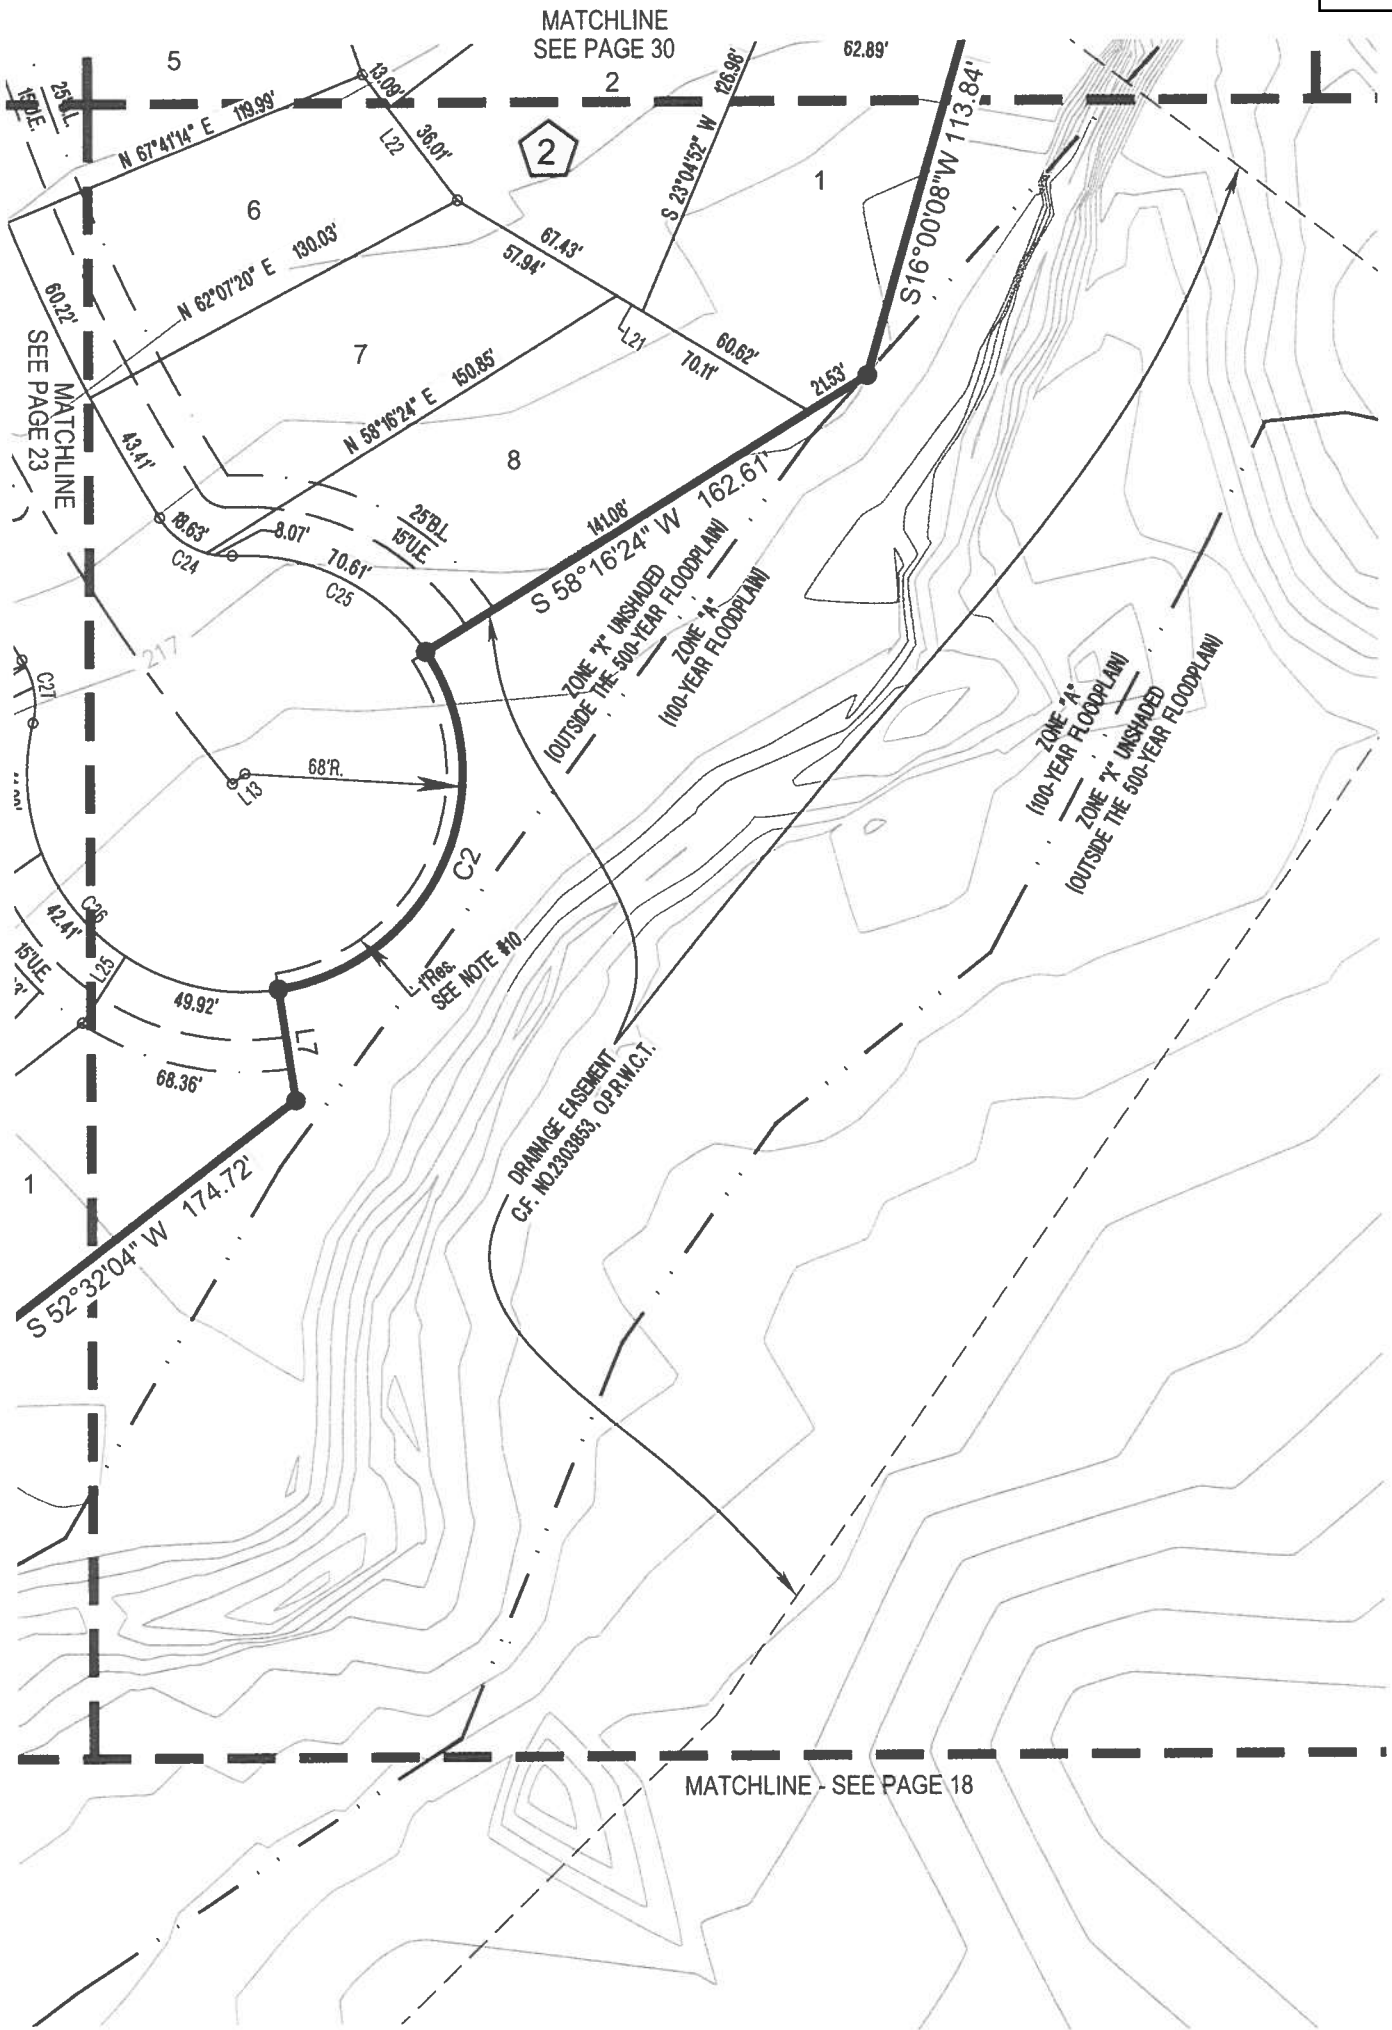 MATCHLINE
SEE PAGE 30
5
2
62.89'
13.09'
126.96'
25'B.L.
15'U.E.
N 67°41'14" E 119.99'
L22
36.01'
2
S 23°04'52" W
S16°00'08"W 113.84'
1
6
N 62°07'20" E 130.03'
67.43'
57.94'
60.22'
L21
60.62'
70.11'
21.53'
7
N 58°16'24" E 150.85'
MATCHLINE
SEE PAGE 23
43.41'
8
S 58°16'24" W 162.61'
141.08'
18.63'
8.07'
C24
25'B.L.
15'U.E
70.61'
C25
ZONE "X" UNSHADED
(OUTSIDE THE 500-YEAR FLOODPLAIN)
ZONE "A"
(100-YEAR FLOODPLAIN)
217
C27
ZONE "A"
(100-YEAR FLOODPLAIN)
ZONE "X" UNSHADED
(OUTSIDE THE 500-YEAR FLOODPLAIN)
68'R.
L13
C2
C26
42.41'
15'U.E
L25
49.92'
1'Res.
SEE NOTE #10
L7
68.36'
DRAINAGE EASEMENT
C.F. NO.2303853, O.P.R.W.C.T.
1
S 52°32'04" W 174.72'
MATCHLINE - SEE PAGE 18